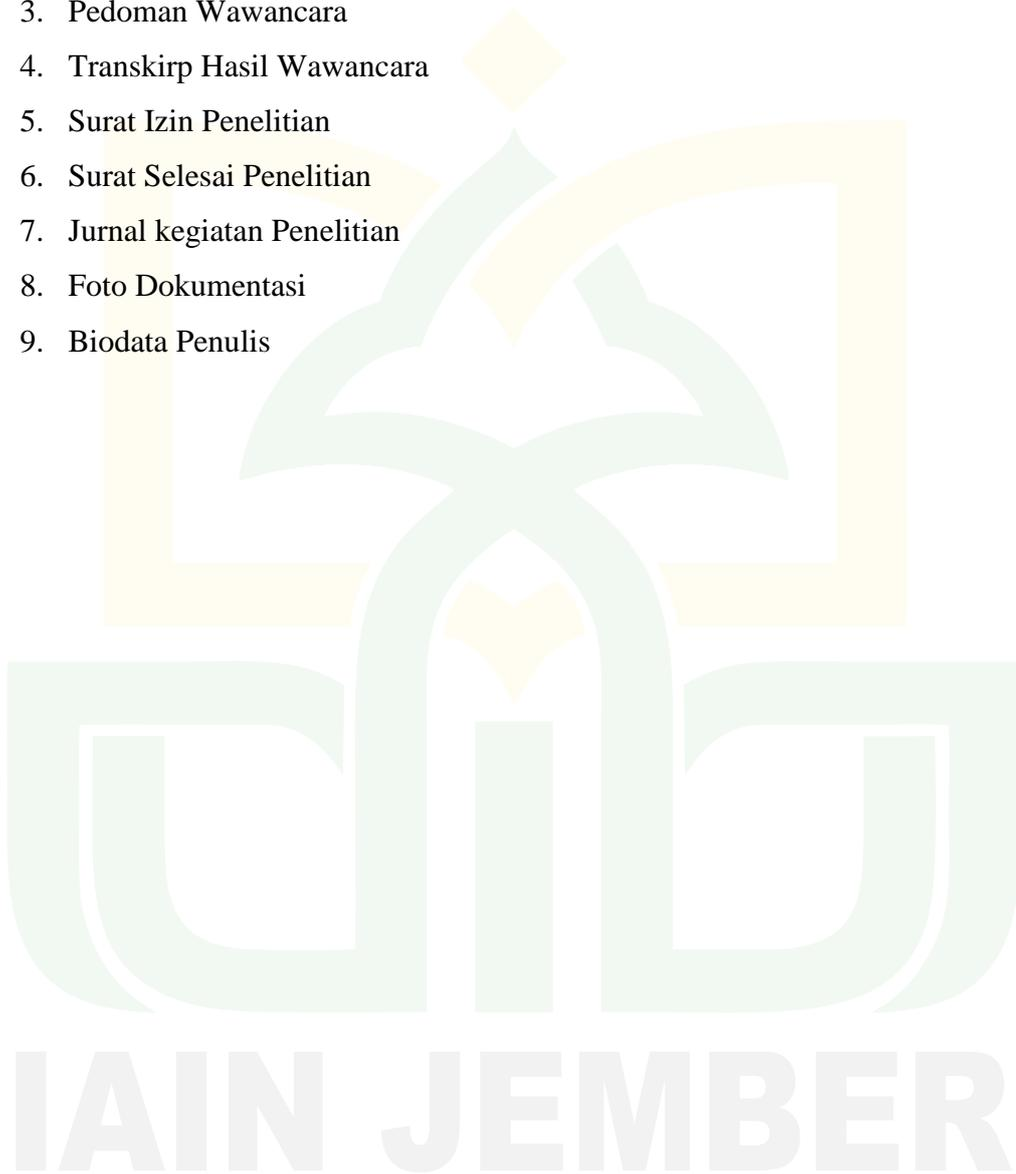 3. Pedoman Wawancara
4. Transkirp Hasil Wawancara
5. Surat Izin Penelitian
6. Surat Selesai Penelitian
7. Jurnal kegiatan Penelitian
8. Foto Dokumentasi
9. Biodata Penulis
IAIN JEMBER